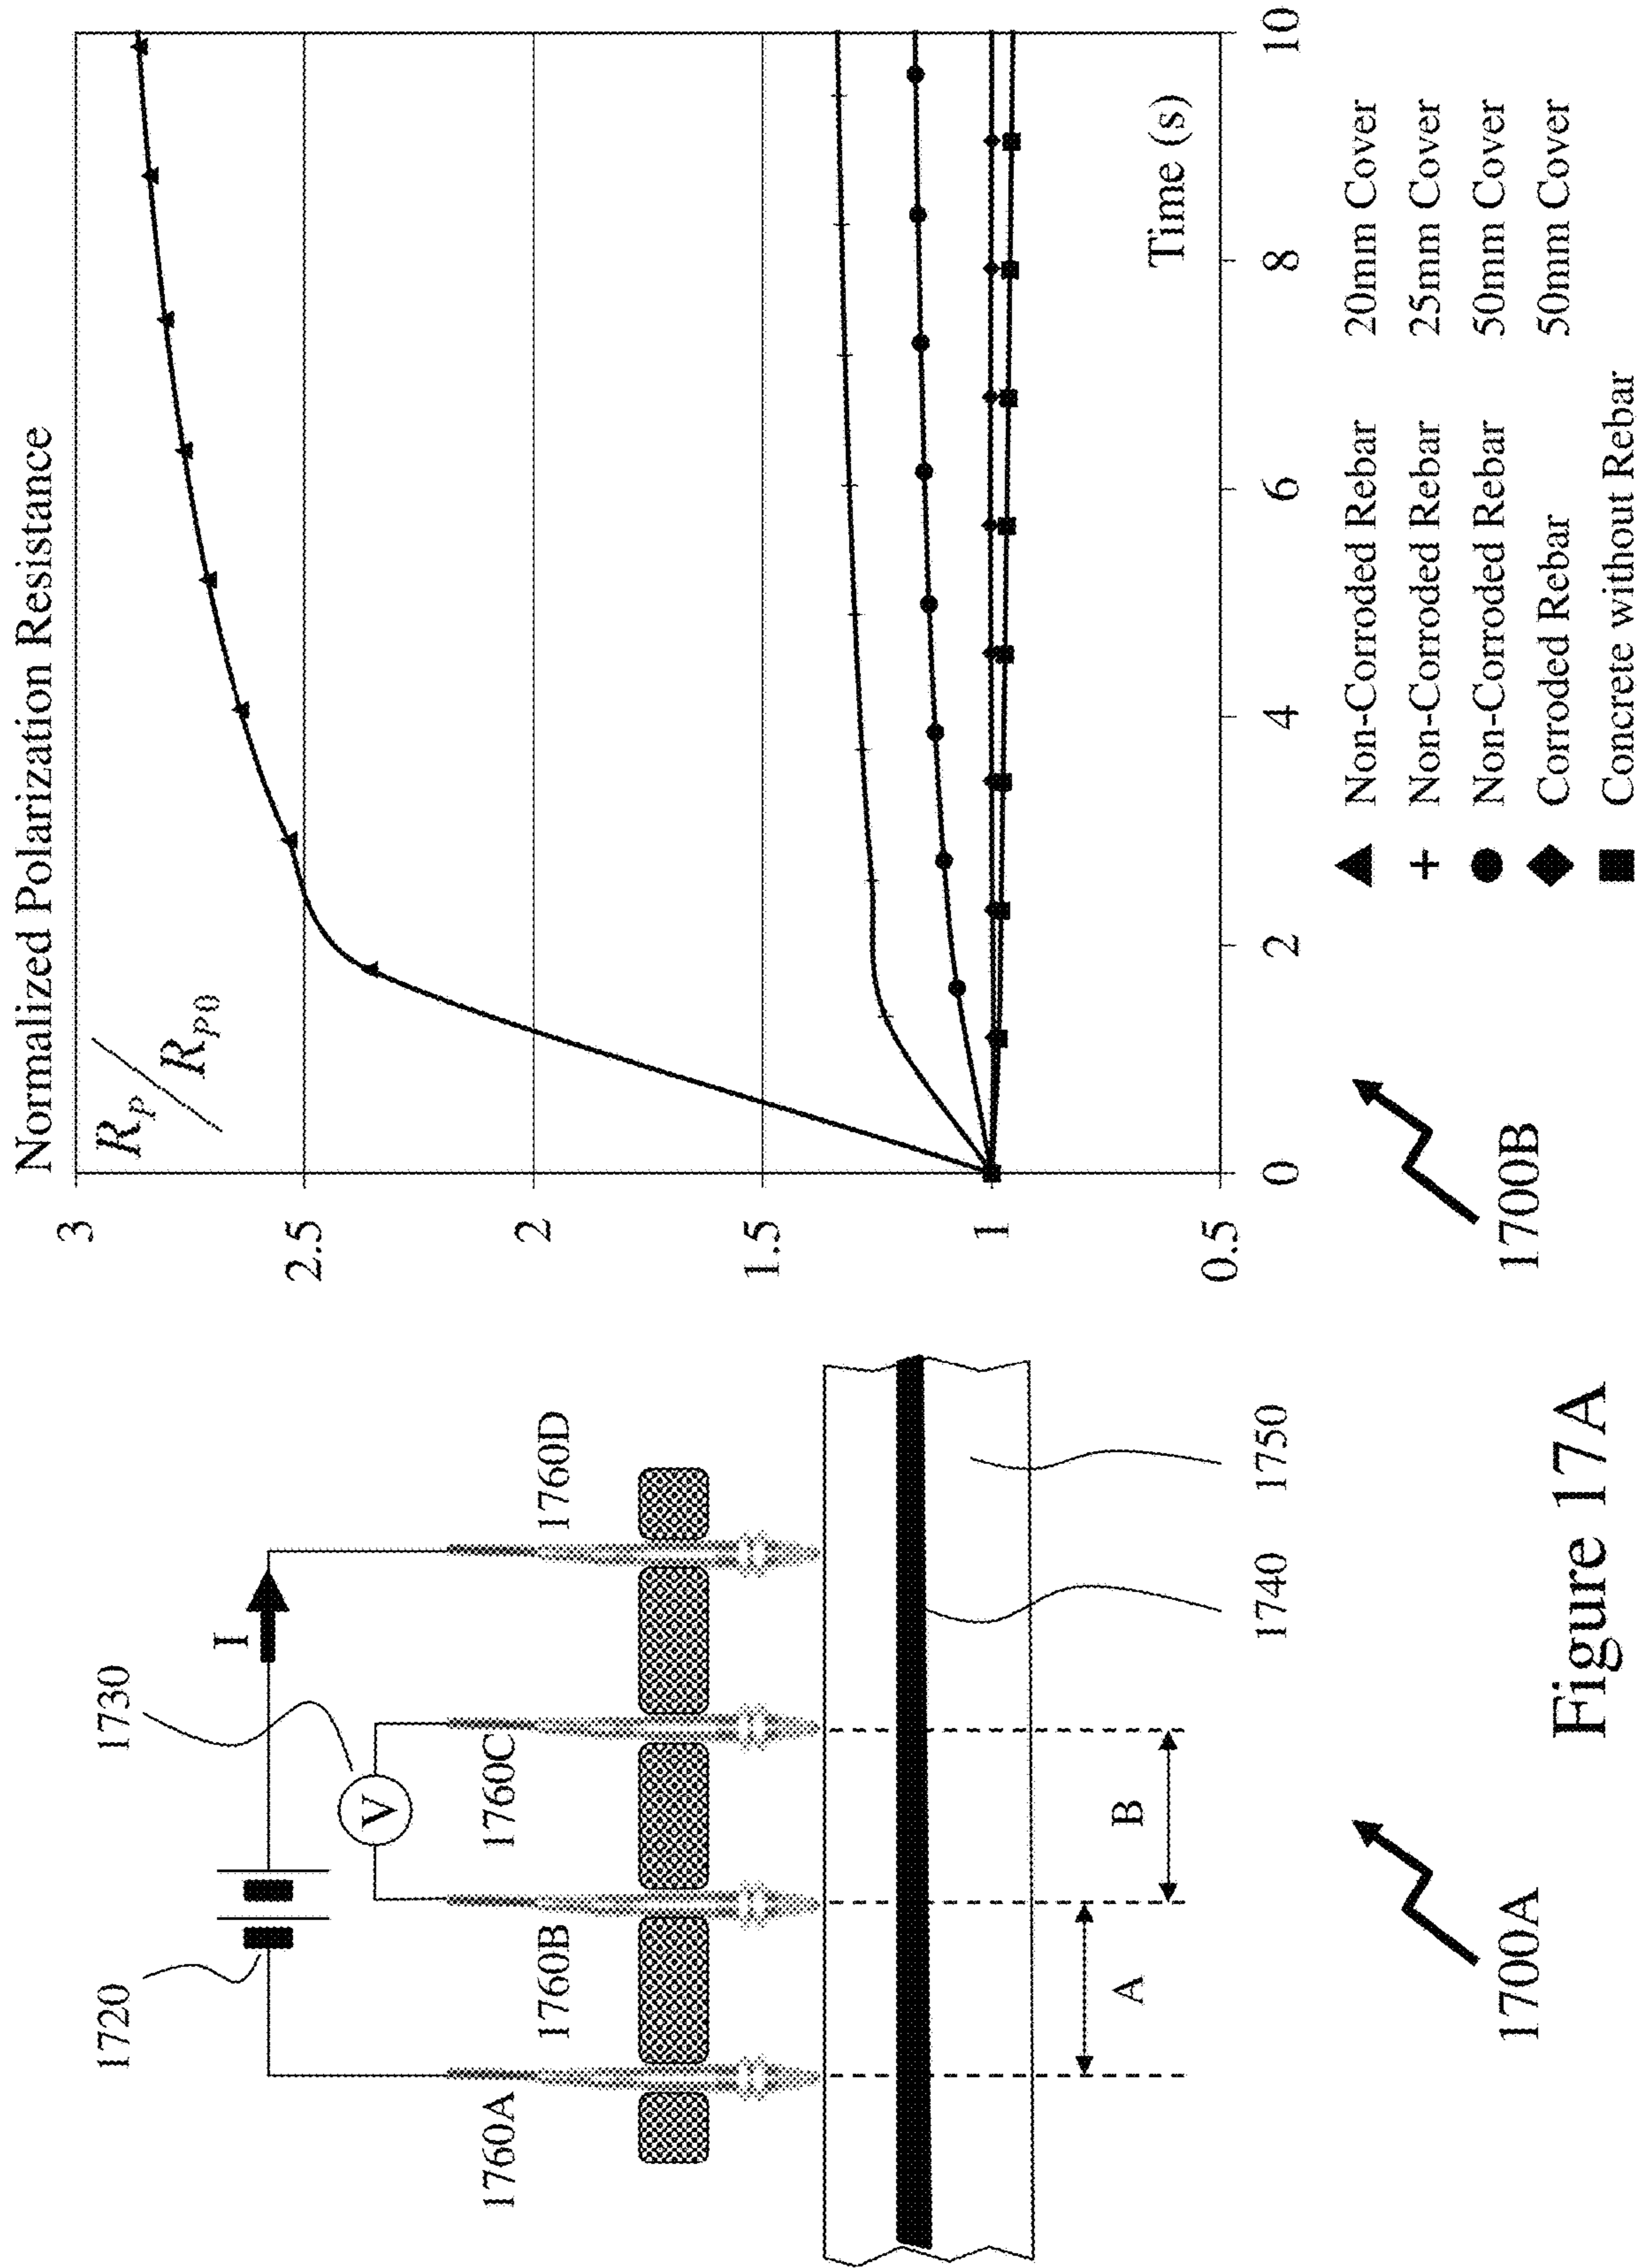 1720
1730
I
V
1760A
1760B
1760C
1760D
A
B
1740
1750
1700A
Normalized Polarization Resistance
R_P/R_P0
3
2.5
2
1.5
1
0.5
0
2
4
6
8
10
Time (s)
▲ Non-Corroded Rebar 20mm Cover
+ Non-Corroded Rebar 25mm Cover
● Non-Corroded Rebar 50mm Cover
◆ Corroded Rebar 50mm Cover
■ Concrete without Rebar
1700B
Figure 17A